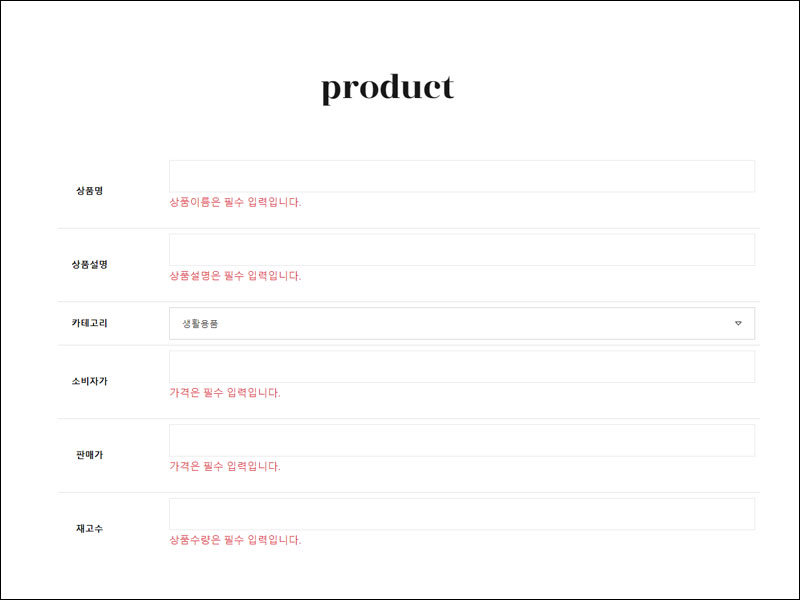 product
상품명
상품이름은 필수 입력입니다.
상품설명
상품설명은 필수 입력입니다.
카테고리
생활용품
소비자가
가격은 필수 입력입니다.
판매가
가격은 필수 입력입니다.
재고수
상품수량은 필수 입력입니다.